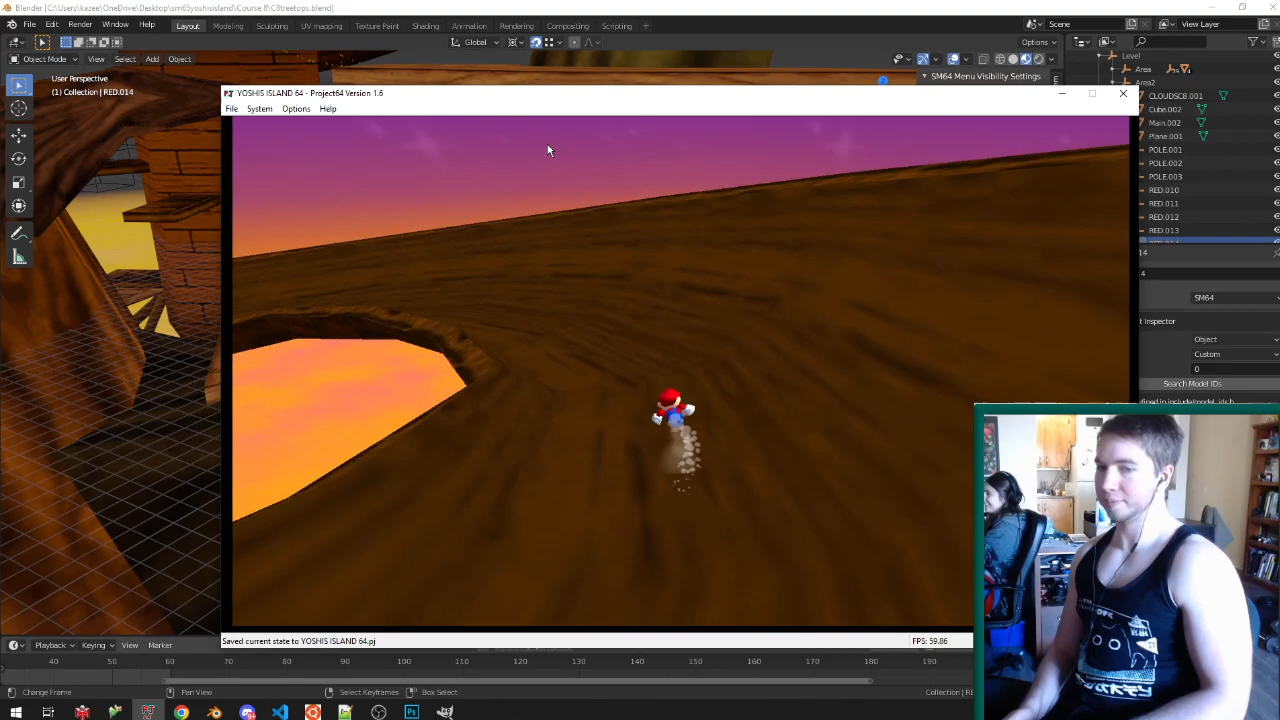 Blender [C:\Users\kazee\OneDrive\Desktop\sm65yoshisisland\Course 8\C8treetops.blend]
File Edit Render Window Help
Layout Modeling Sculpting UV-mapping Texture Paint Shading Animation Rendering Compositing Scripting +
Scene
View Layer
Global
Options
Object Mode View Select Add Object
Level
Area
Area2
CLOUDSC8.001
Cube.002
Main.002
Plane.001
POLE.001
POLE.002
POLE.003
RED.010
RED.011
RED.012
RED.013
User Perspective
(1) Collection | RED.014
SM64 Menu Visibility Settings
YOSHIS ISLAND 64 - Project64 Version 1.6
File System Options Help
14
4
SM64
t Inspector
Object
Custom
0
Search Model IDs
Saved current state to YOSHIS ISLAND 64.pj
FPS: 59.86
Playback Keying View Marker
40 60 70 80 90 100 110 120 130 140 150 160 170 180 190
Change Frame
Pan View
Select Keyframes
Box Select
Collection | RE